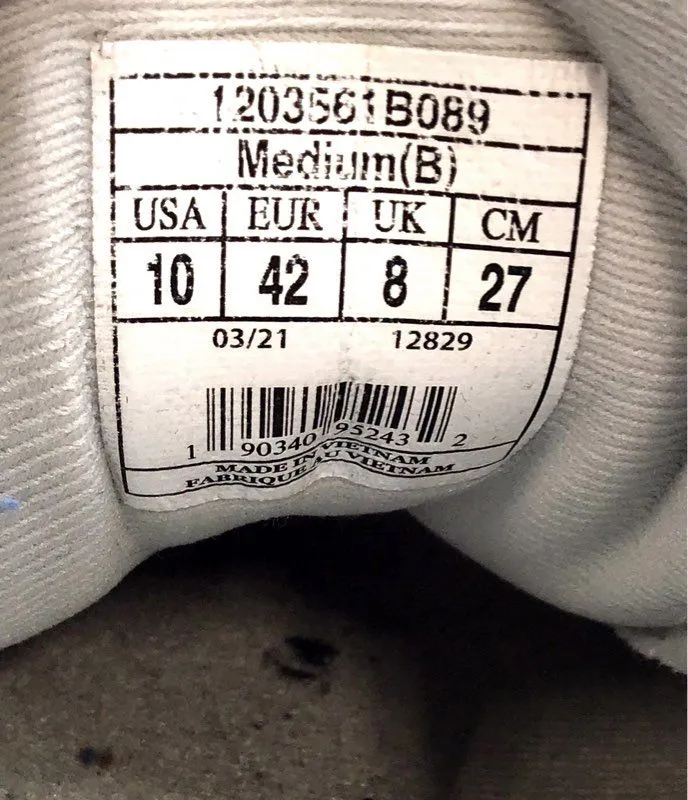 1203561B089
Medium(B)
USA EUR UK CM
10 42 8 27
03/21 12829
1 90340 95243 2
MADE IN VIETNAM
FABRIQUE AU VIETNAM